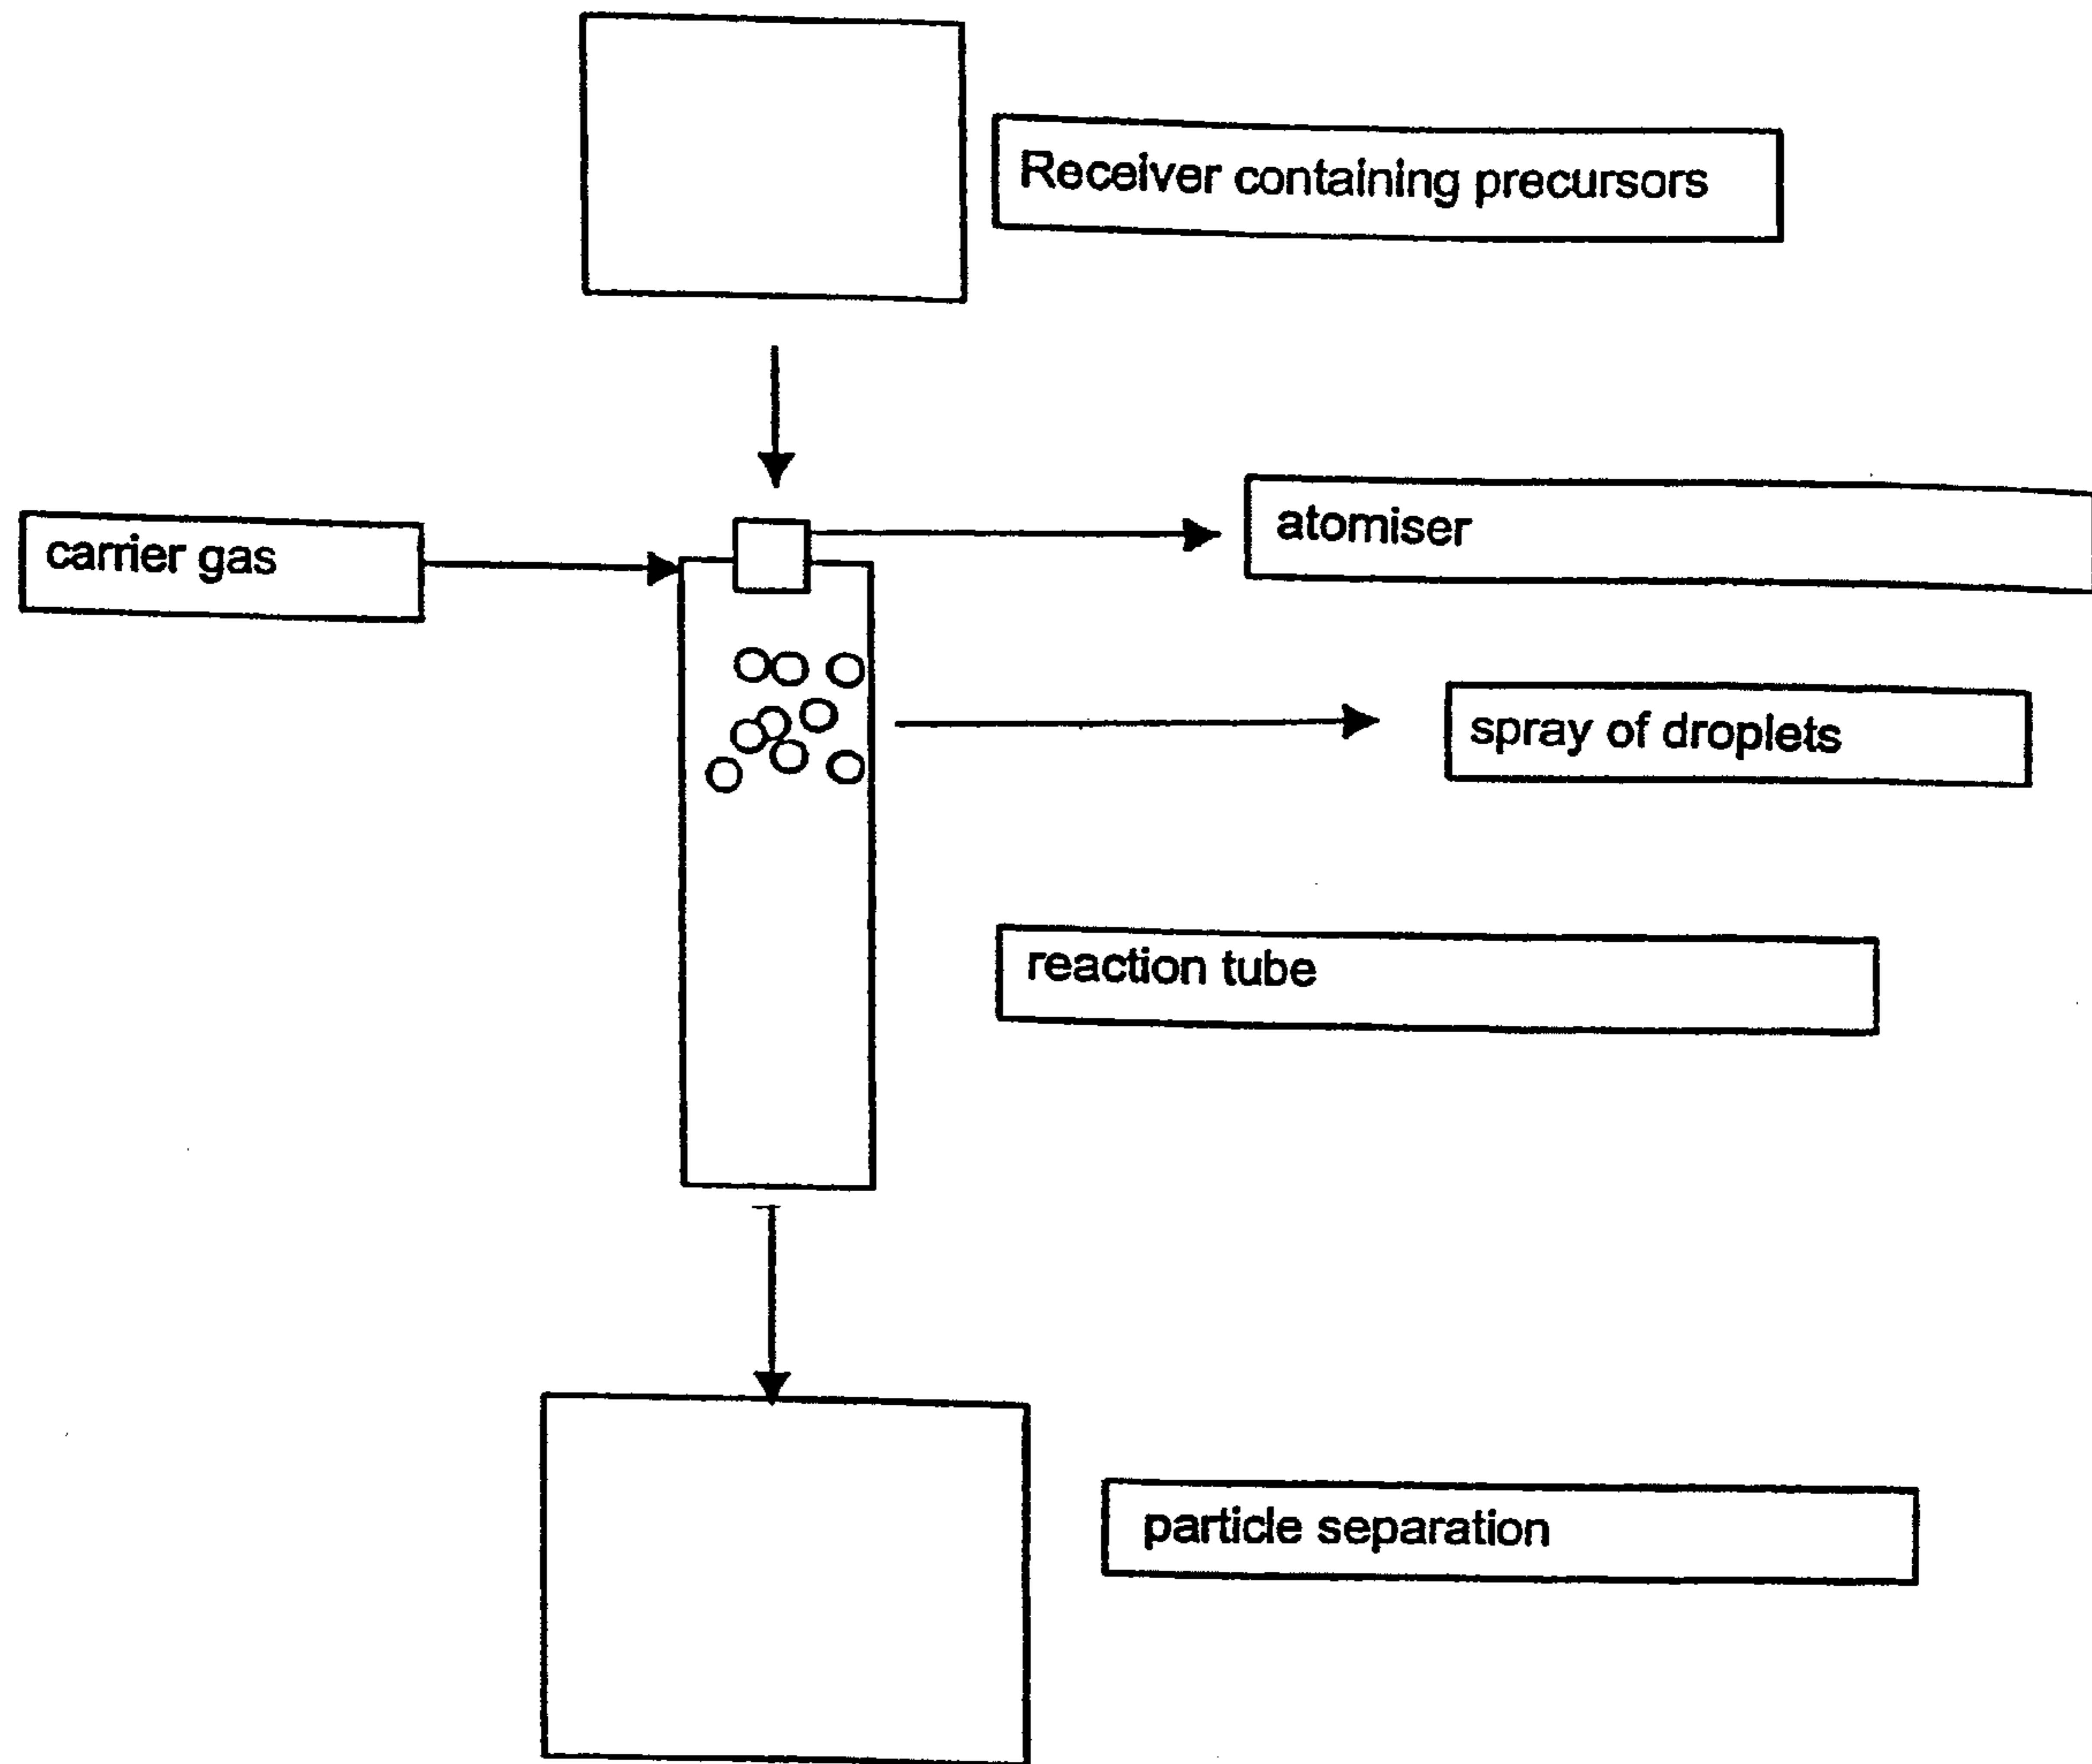 Receiver containing precursors
carrier gas
atomiser
spray of droplets
reaction tube
particle separation